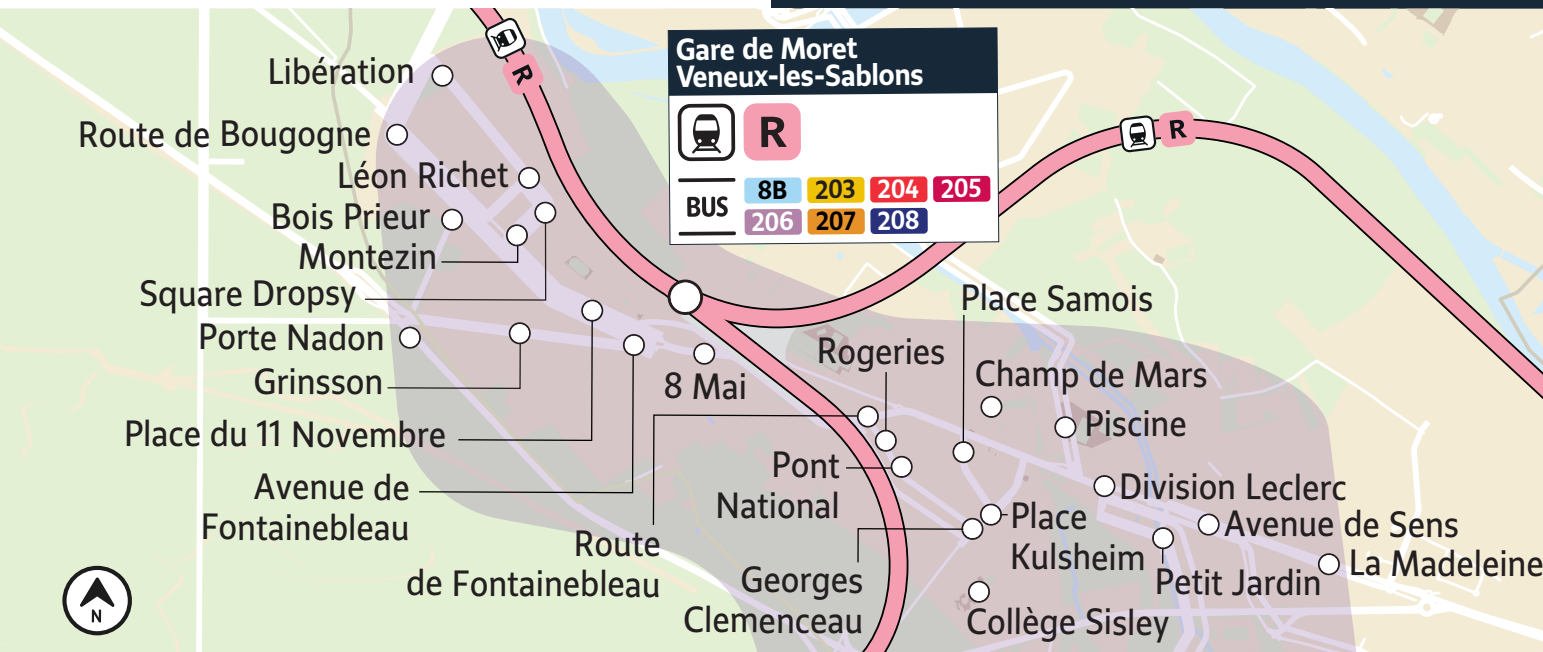 R
Gare de Moret
Veneux-les-Sablons
R
BUS
8B 203 204 205
206 207 208
R
Libération
Route de Bougogne
Léon Richet
Bois Prieur
Montezin
Square Dropsy
Porte Nadon
Grinsson
Place du 11 Novembre
Avenue de
Fontainebleau
8 Mai
Route
de Fontainebleau
Rogeries
Pont
National
Place Samois
Champ de Mars
Piscine
Division Leclerc
Avenue de Sens
La Madeleine
Place
Kulsheim
Petit Jardin
Georges
Clemenceau
Collège Sisley
N